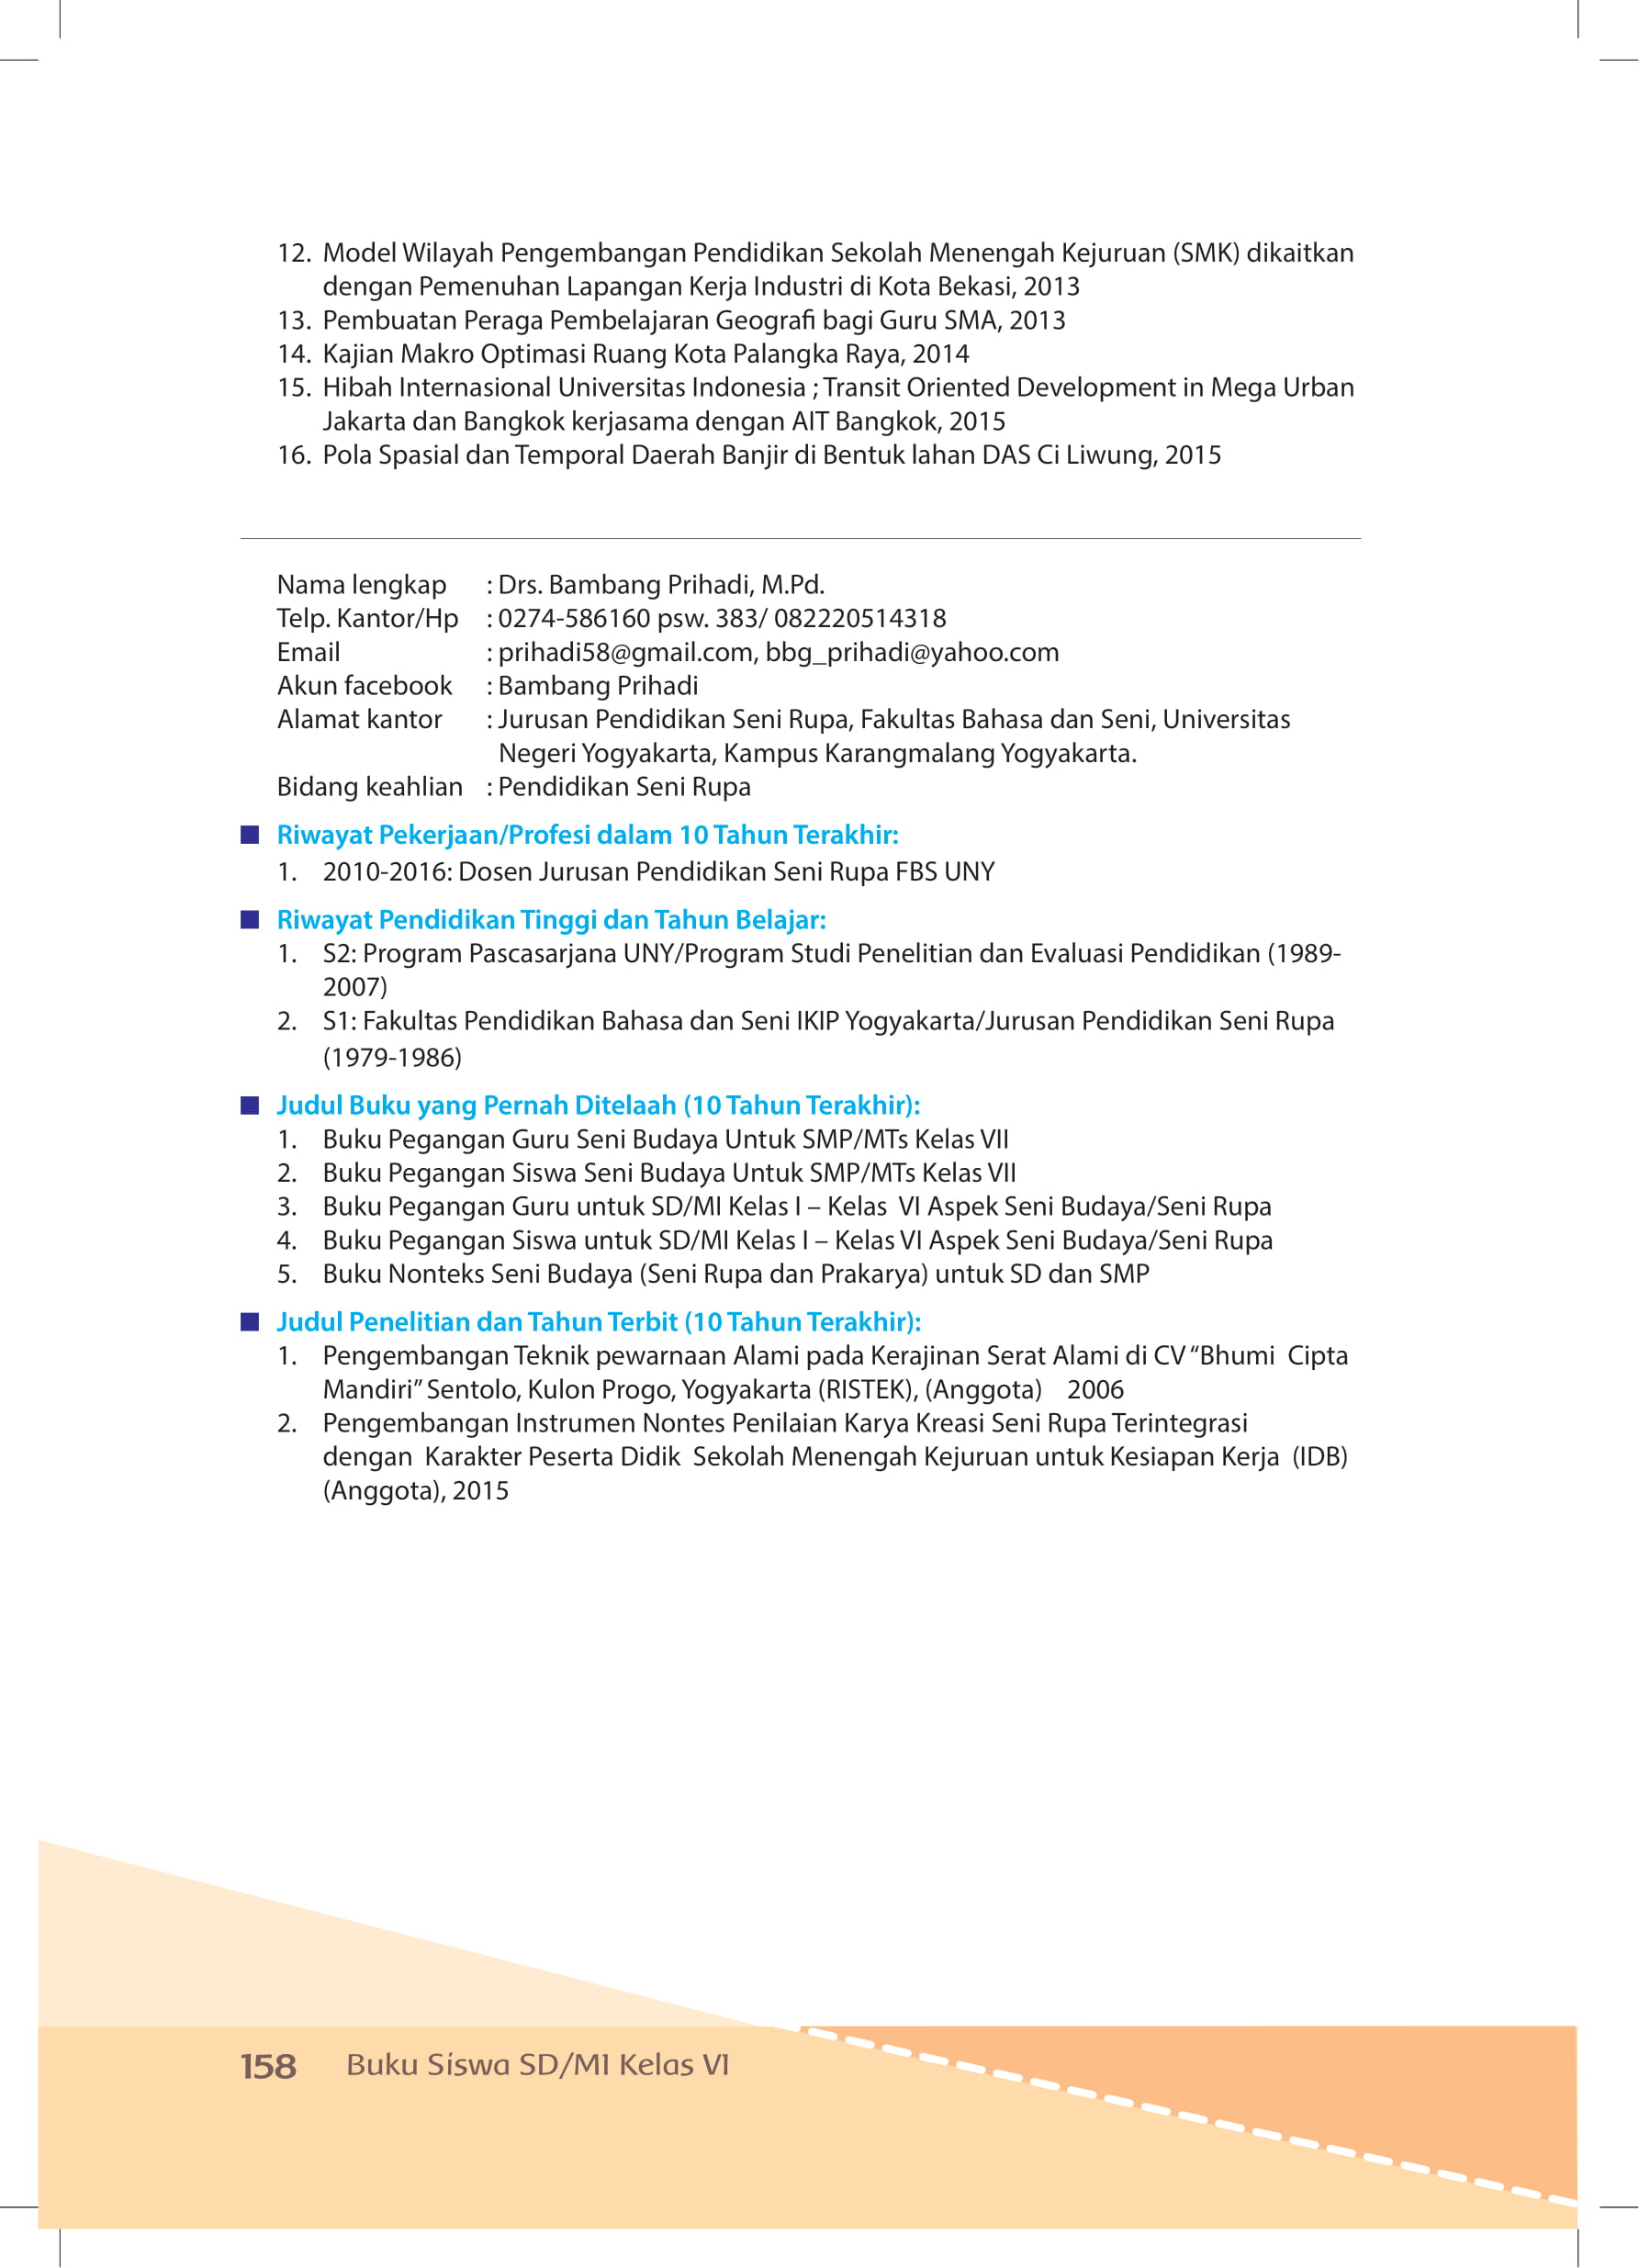 12. Model Wilayah Pengembangan Pendidikan Sekolah Menengah Kejuruan (SMK) dikaitkan
dengan Pemenuhan Lapangan Kerja Industri di Kota Bekasi, 2013
13. Pembuatan Peraga Pembelajaran Geografi bagi Guru SMA, 2013
14. Kajian Makro Optimasi Ruang Kota Palangka Raya, 2014
15. Hibah Internasional Universitas Indonesia ; Transit Oriented Development in Mega Urban
Jakarta dan Bangkok kerjasama dengan AIT Bangkok, 2015
16. Pola Spasial dan Temporal Daerah Banjir di Bentuk lahan DAS Ci Liwung, 2015
Nama lengkap : Drs. Bambang Prihadi, M.Pd.
Telp. Kantor/Hp : 0274-586160 psw. 383/ 082220514318
Email : prihadi58@gmail.com, bbg_prihadi@yahoo.com
Akun facebook : Bambang Prihadi
Alamat kantor : Jurusan Pendidikan Seni Rupa, Fakultas Bahasa dan Seni, Universitas
Negeri Yogyakarta, Kampus Karangmalang Yogyakarta.
Bidang keahlian : Pendidikan Seni Rupa
Riwayat Pekerjaan/Profesi dalam 10 Tahun Terakhir:
1. 2010-2016: Dosen Jurusan Pendidikan Seni Rupa FBS UNY
Riwayat Pendidikan Tinggi dan Tahun Belajar:
1. S2: Program Pascasarjana UNY/Program Studi Penelitian dan Evaluasi Pendidikan (1989-
2007)
2. S1: Fakultas Pendidikan Bahasa dan Seni IKIP Yogyakarta/Jurusan Pendidikan Seni Rupa
(1979-1986)
Judul Buku yang Pernah Ditelaah (10 Tahun Terakhir):
1. Buku Pegangan Guru Seni Budaya Untuk SMP/MTs Kelas VII
2. Buku Pegangan Siswa Seni Budaya Untuk SMP/MTs Kelas VII
3. Buku Pegangan Guru untuk SD/MI Kelas I – Kelas VI Aspek Seni Budaya/Seni Rupa
4. Buku Pegangan Siswa untuk SD/MI Kelas I – Kelas VI Aspek Seni Budaya/Seni Rupa
5. Buku Nonteks Seni Budaya (Seni Rupa dan Prakarya) untuk SD dan SMP
Judul Penelitian dan Tahun Terbit (10 Tahun Terakhir):
1. Pengembangan Teknik pewarnaan Alami pada Kerajinan Serat Alami di CV “Bhumi Cipta
Mandiri” Sentolo, Kulon Progo, Yogyakarta (RISTEK), (Anggota) 2006
2. Pengembangan Instrumen Nontes Penilaian Karya Kreasi Seni Rupa Terintegrasi
dengan Karakter Peserta Didik Sekolah Menengah Kejuruan untuk Kesiapan Kerja (IDB)
(Anggota), 2015
158 Buku Siswa SD/MI Kelas VI